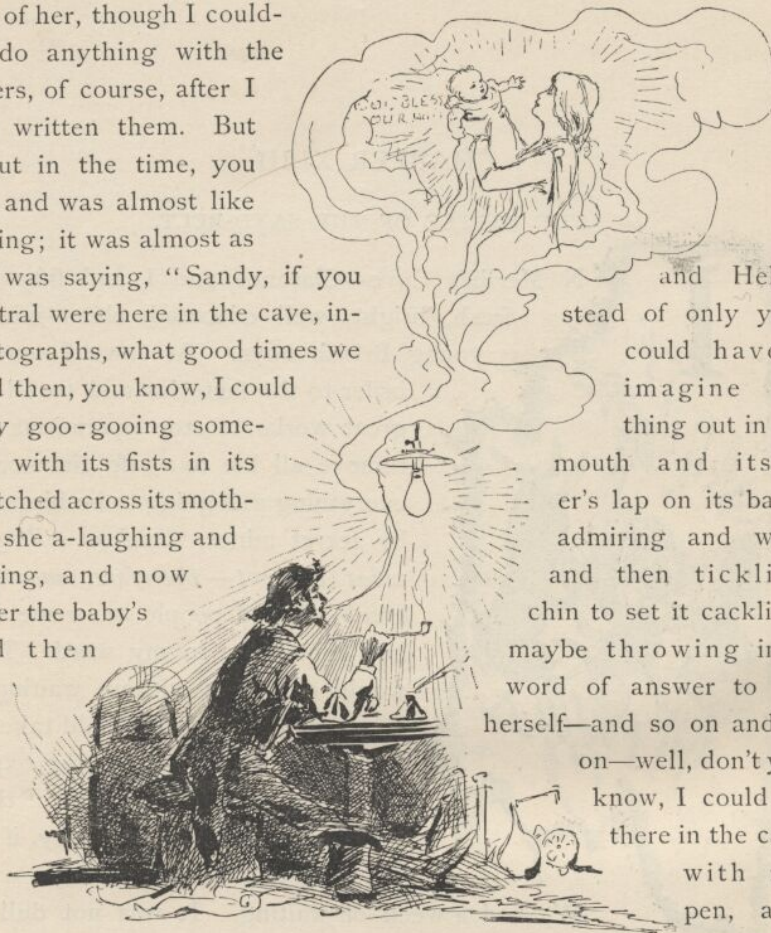 of her, though I could-
do anything with the
ers, of course, after I
written them. But
ut in the time, you
and was almost like
ing; it was almost as
was saying, “Sandy, if you and Hel
tral were here in the cave, in- stead of only y
tographs, what good times we could have
d then, you know, I could imagine
y goo-gooing some- thing out in
with its fists in its mouth and its
tched across its moth- er's lap on its ba
she a-laughing and admiring and w
ing, and now and then tickli
er the baby's chin to set it cackli
d then maybe throwing in
word of answer to
herself—and so on and
on—well, don't y
know, I could
there in the c
with
pen, a
BLESS
OUR
G